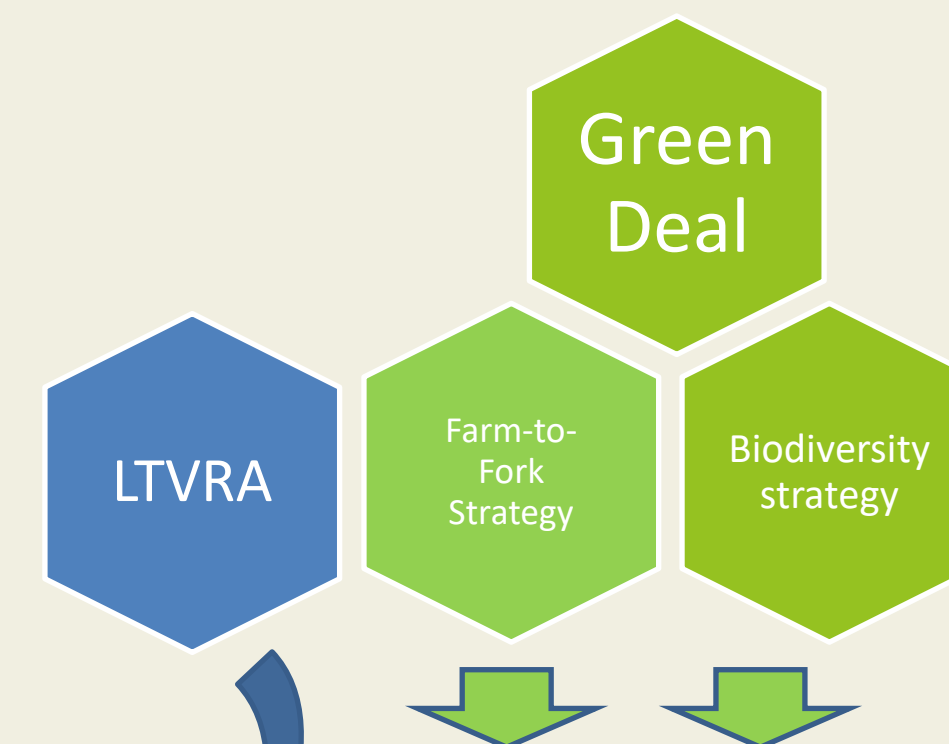 Green
Deal
LTVRA
Farm-to-
Fork
Strategy
Biodiversity
strategy